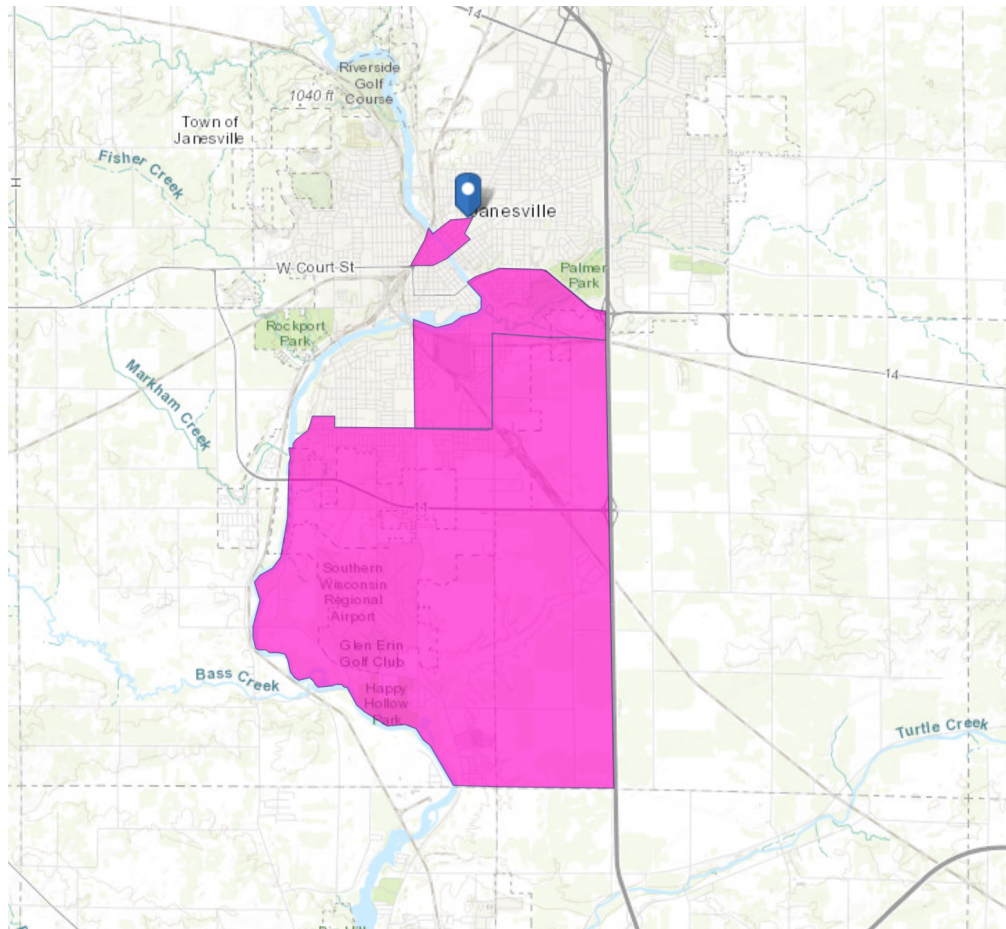 14
Riverside
Golf
Course
1040 ft
Town of
Janesville
Fisher Creek
H
Janesville
W Court St
Palmer
Park
Rockport
Park
Markham Creek
14
11
Southern
Wisconsin
Regional
Airport
Glen Erin
Golf Club
Bass Creek
Happy
Hollow
Park
Turtle Creek